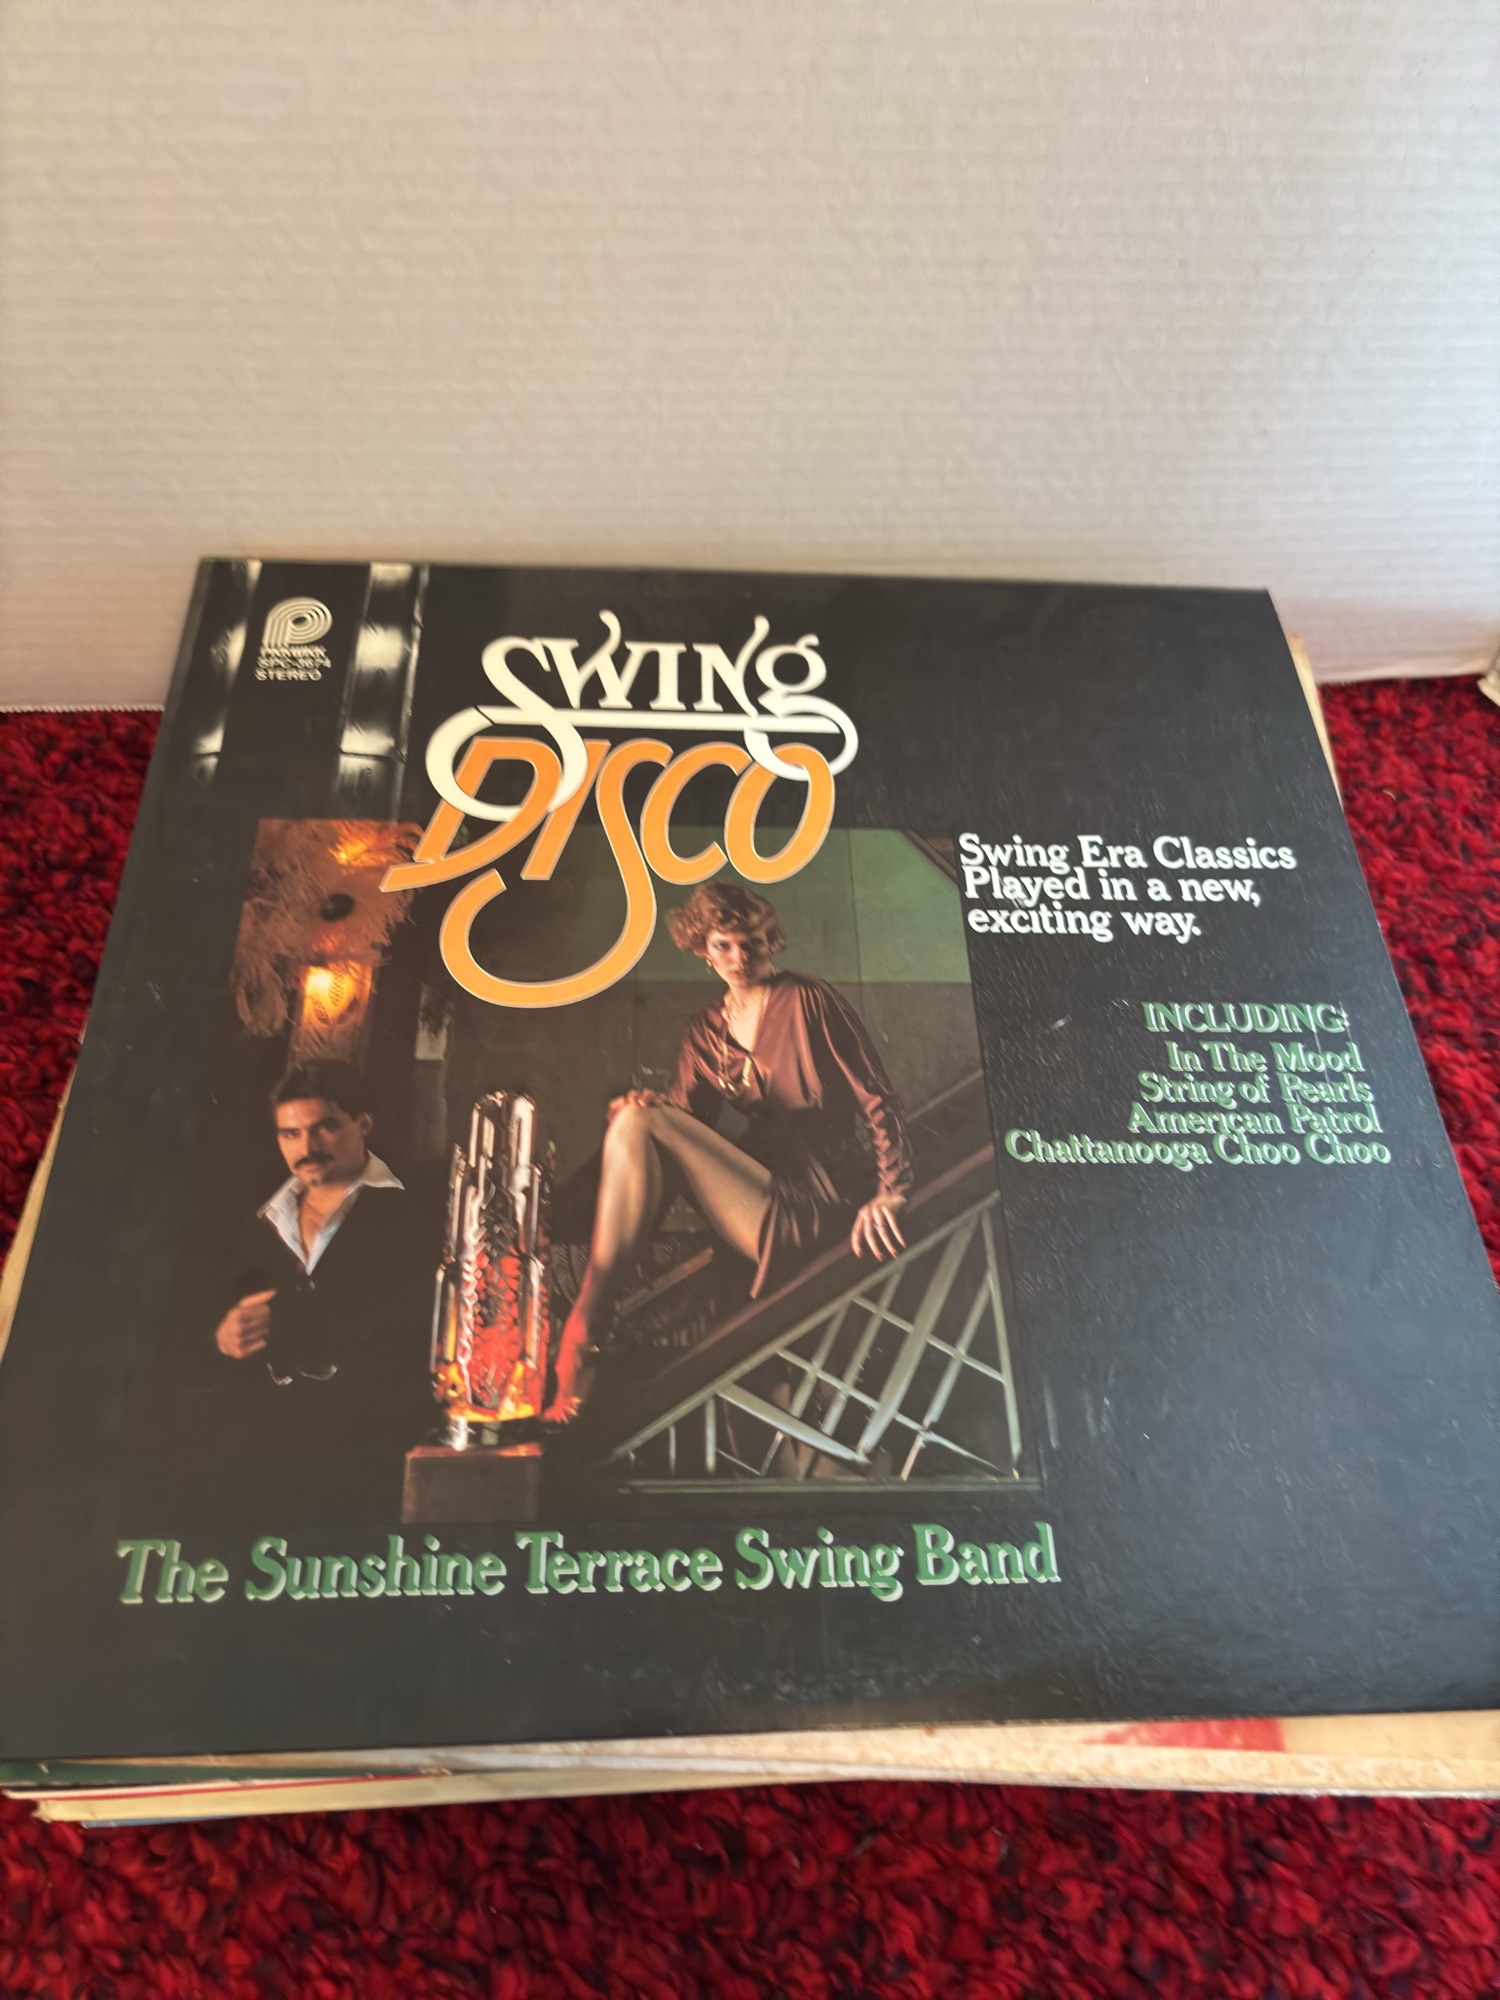 PICKWICK
SPC-3674
STEREO
SWINg
DISCO
Swing Era Classics
Played in a new,
exciting way.
INCLUDING:
In The Mood
String of Pearls
American Patrol
Chattanooga Choo Choo
The Sunshine Terrace Swing Band